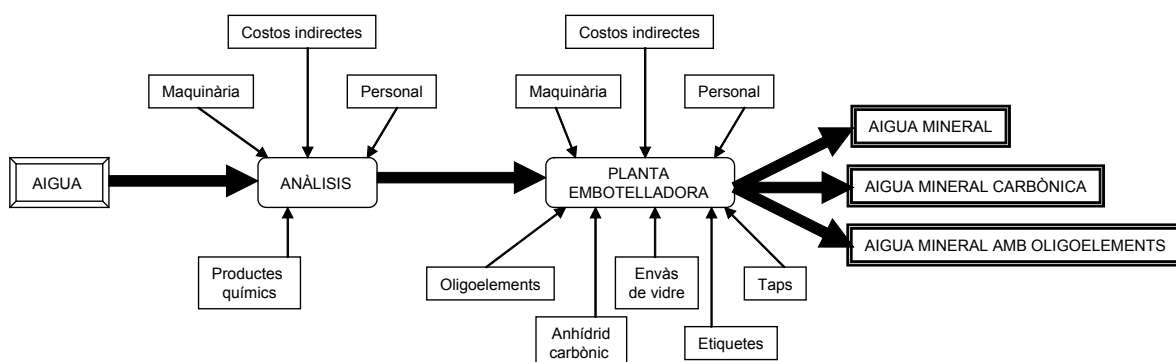 Costos indirectes
Costos indirectes
Maquinària
Personal
Maquinària
Personal
AIGUA MINERAL
AIGUA
ANÀLISIS
PLANTA
EMBOTELLADORA
AIGUA MINERAL CARBÒNICA
AIGUA MINERAL AMB OLIGOELEMENTS
Productes
químics
Oligoelements
Envàs
de vidre
Taps
Anhídrid
carbònic
Etiquetes